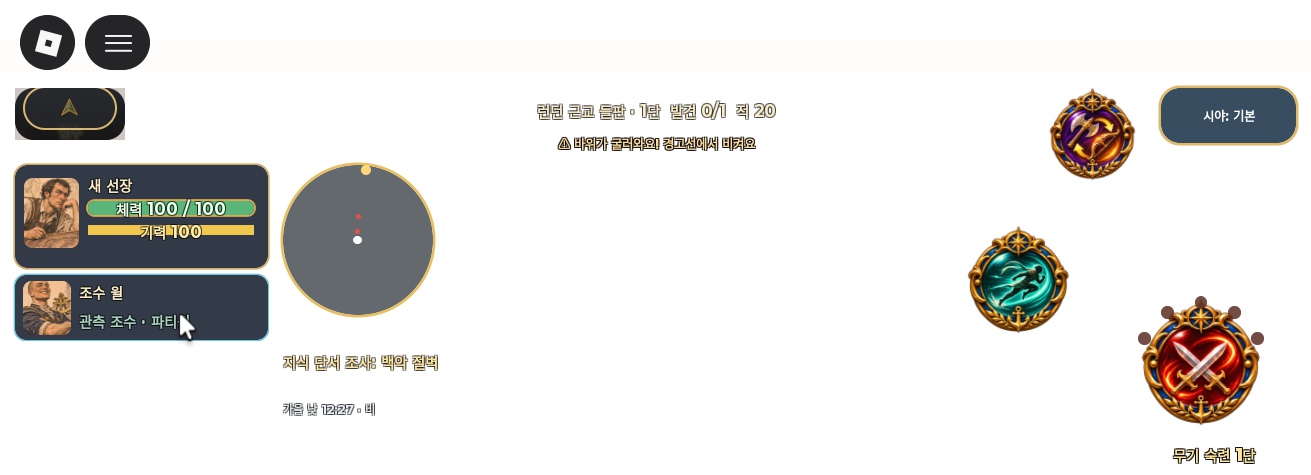 런던 근교 들판 · 1단 발견 0/1 적 20
⚠ 바위가 굴러와요! 경고선에서 비켜요
시야: 기본
새 선장
체력 100 / 100
기력 100
조수 윌
관측 조수 · 파티
지식 단서 조사: 백악 절벽
가을 낮 12:27 · 비
무기 숙련 1단